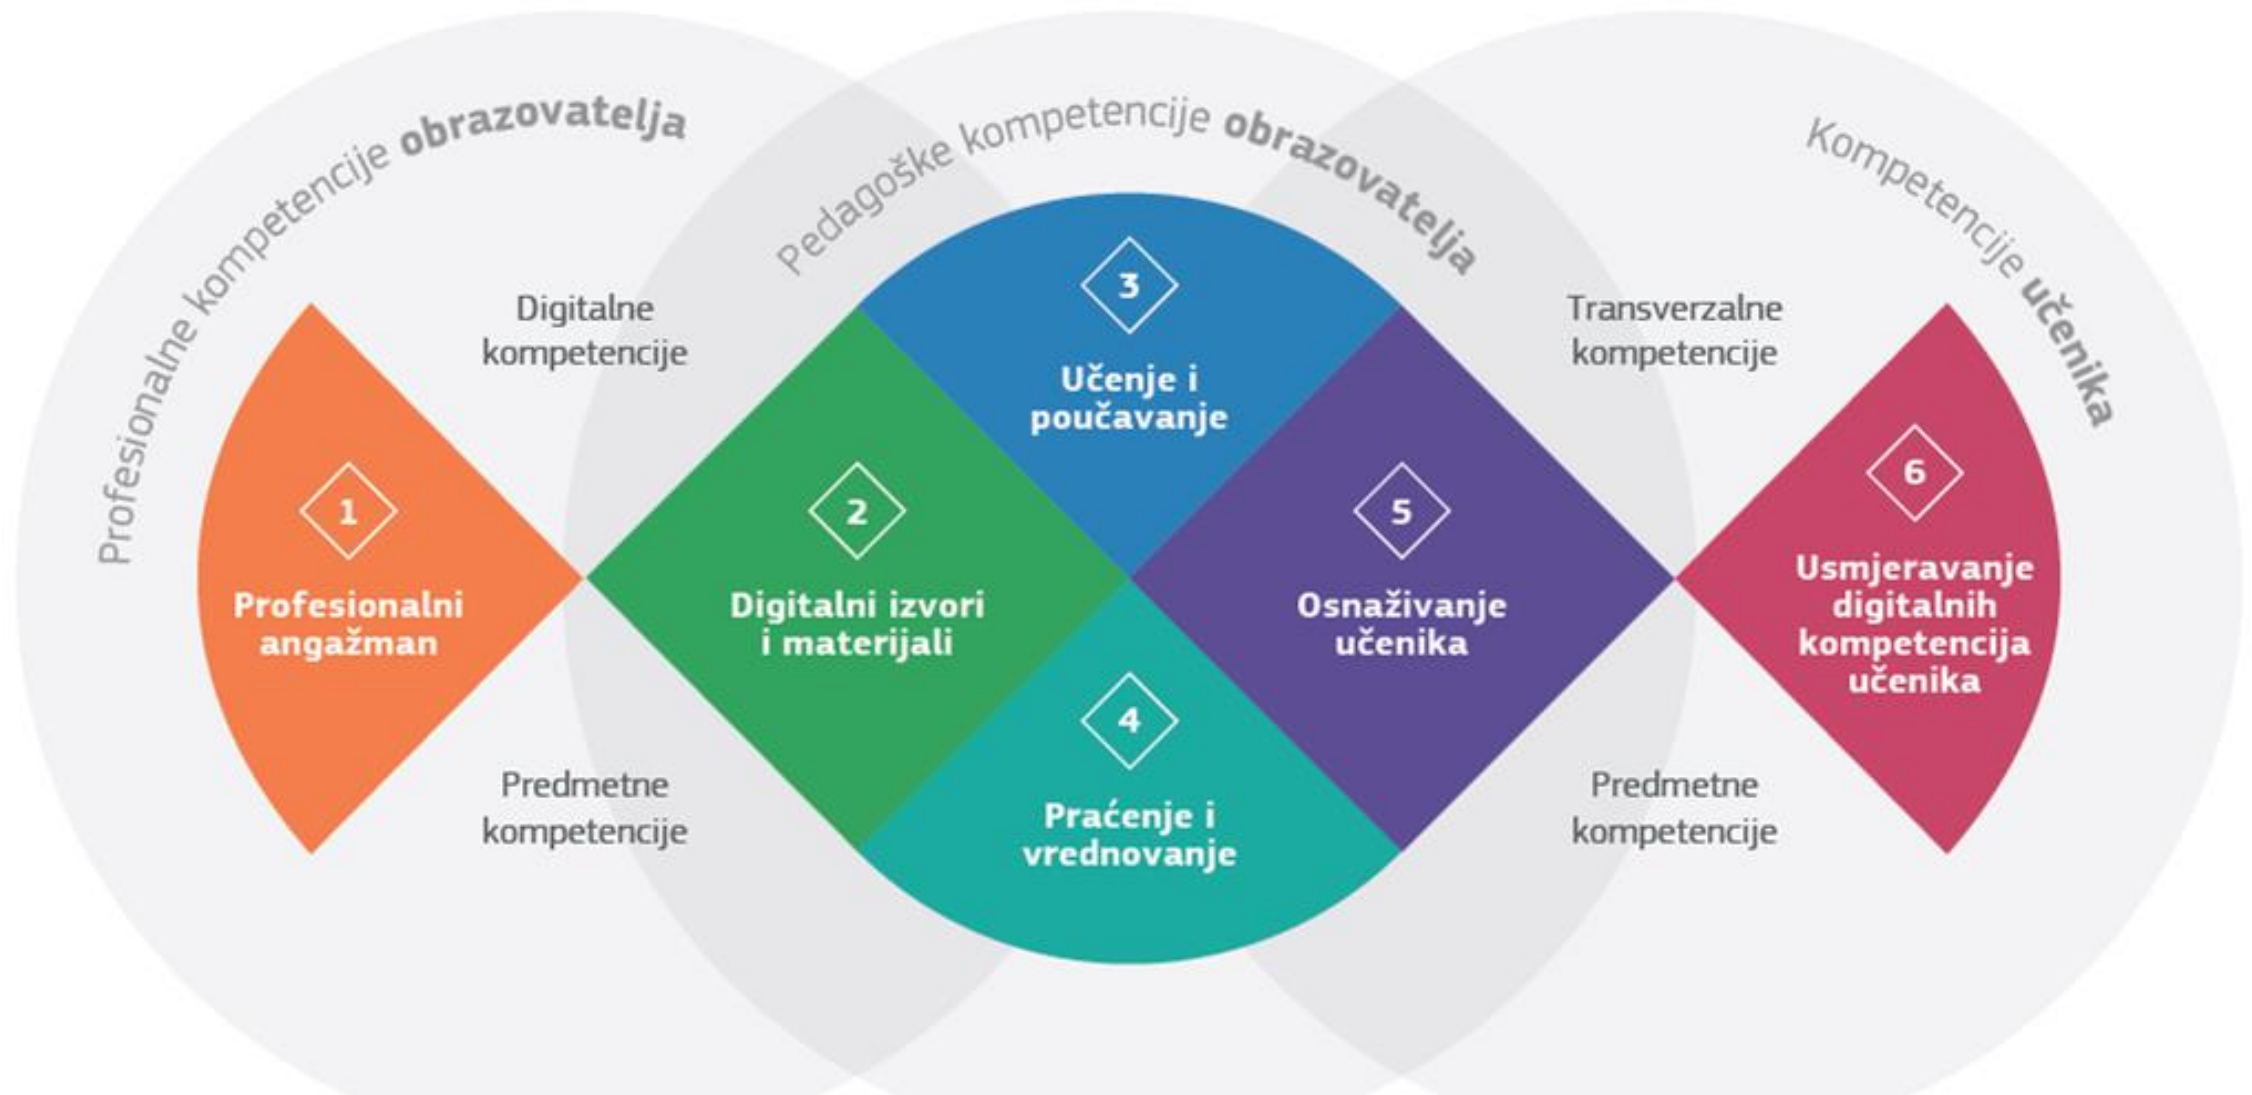 Profesionalne kompetencije obrazovatelja
Pedagoške kompetencije obrazovatelja
Kompetencije učenika
Digitalne
kompetencije
Transverzalne
kompetencije
1
Profesionalni
angažman
2
Digitalni izvori
i materijali
3
Učenje i
poučavanje
4
Praćenje i
vrednovanje
5
Osnaživanje
učenika
6
Usmjeravanje
digitalnih
kompetencija
učenika
Predmetne
kompetencije
Predmetne
kompetencije